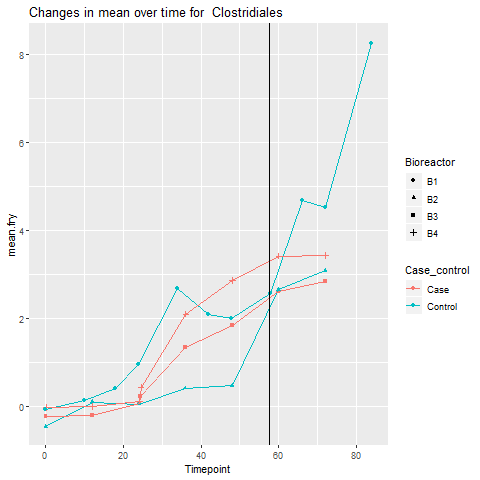 Changes in mean over time for  Clostridiales
mean.fry
8
6
4
2
0
0
20
40
60
80
Timepoint
Bioreactor
B1
B2
B3
B4
Case_control
Case
Control